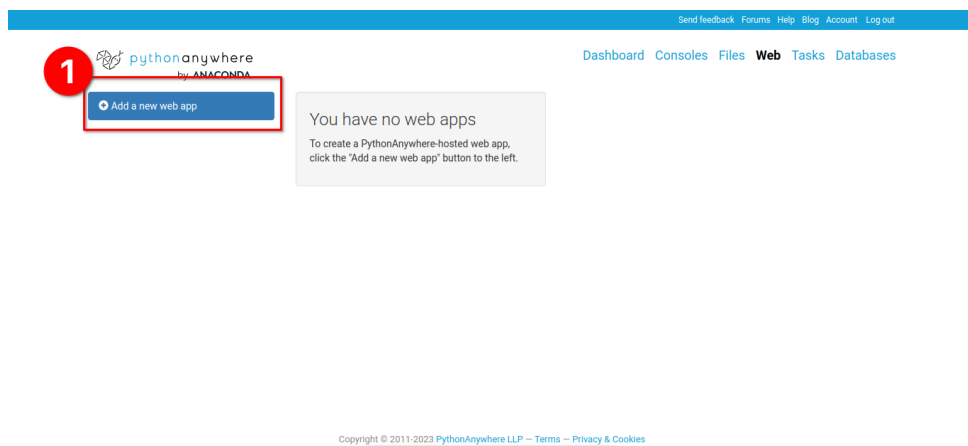 Send feedback Forums Help Blog Account Log out
1
pythonanywhere
by ANACONDA
Dashboard Consoles Files Web Tasks Databases
Add a new web app
You have no web apps
To create a PythonAnywhere-hosted web app,
click the "Add a new web app" button to the left.
Copyright © 2011-2023 PythonAnywhere LLP — Terms — Privacy & Cookies